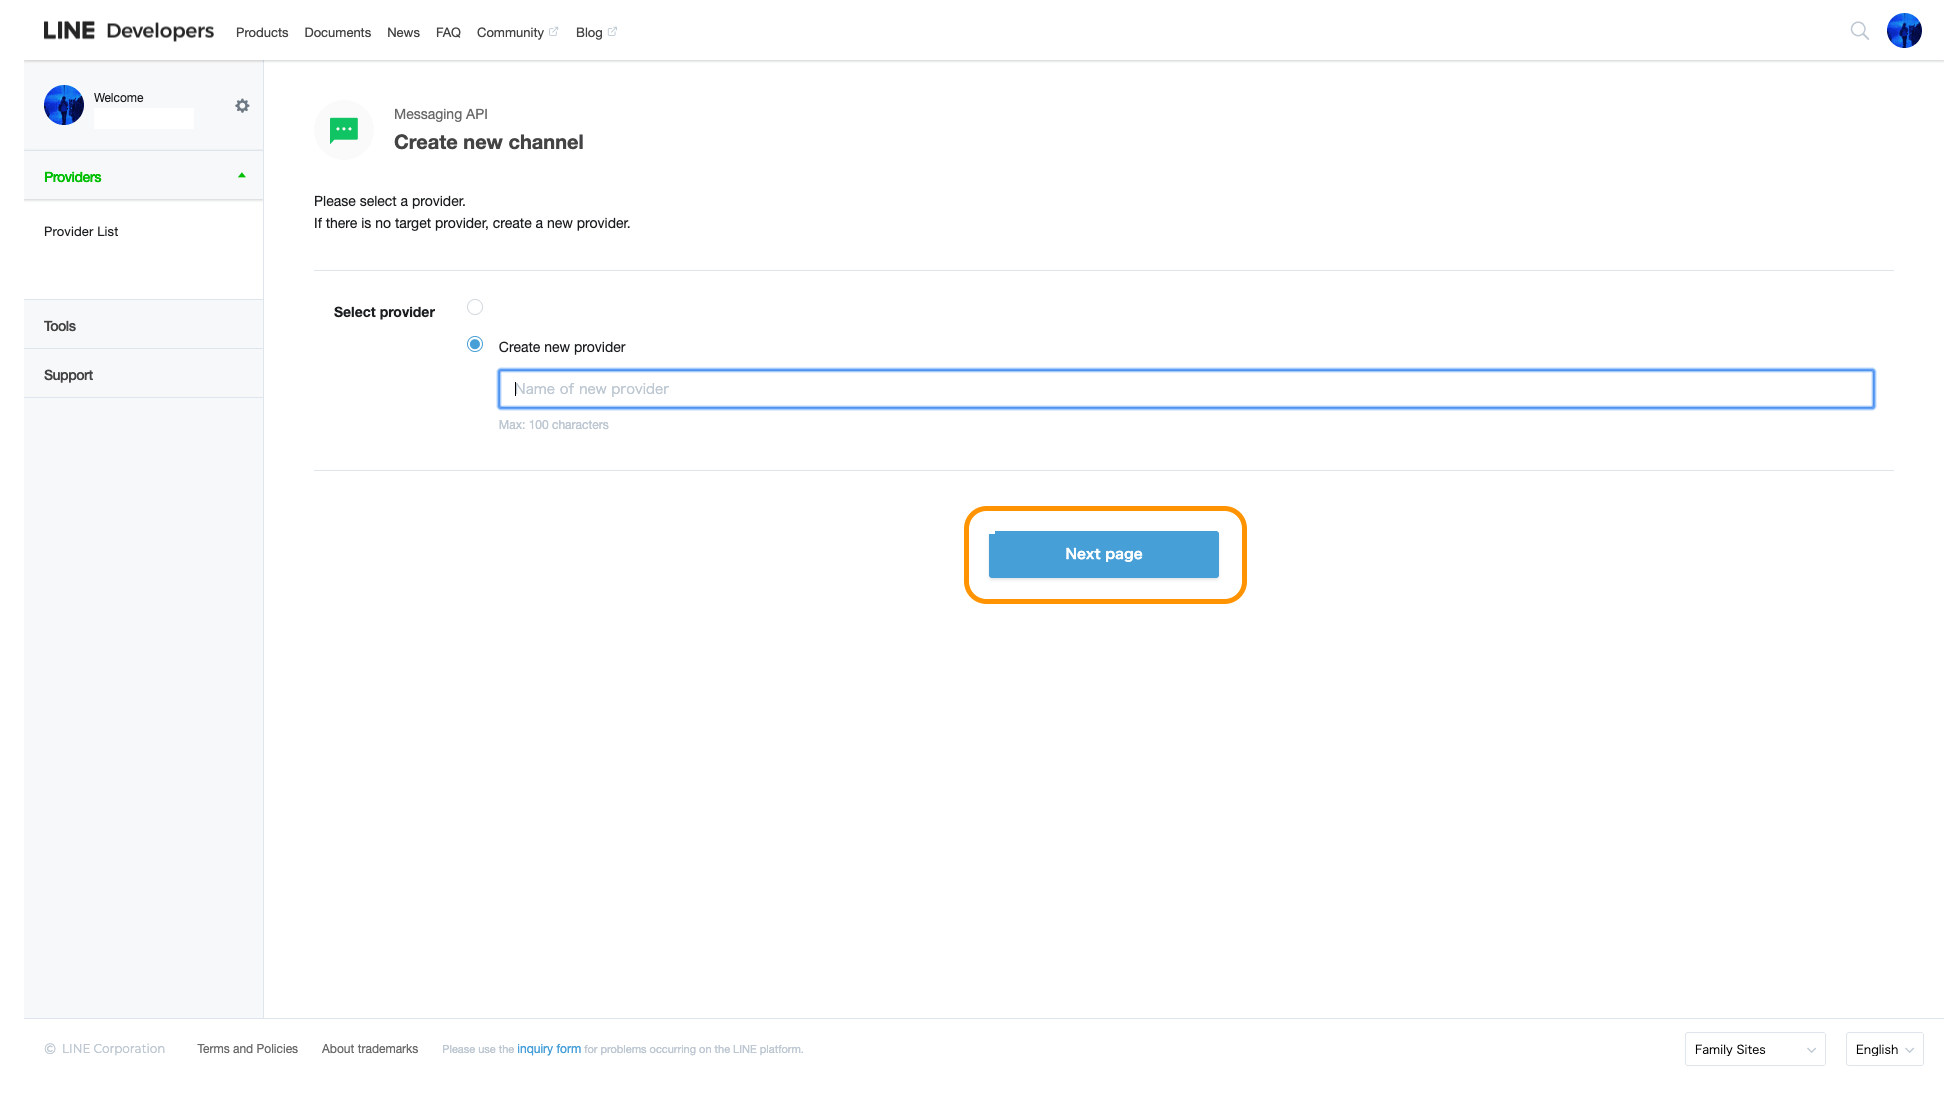 LINE Developers Products Documents News FAQ Community Blog
Welcome
Providers
Provider List
Tools
Support
Messaging API
Create new channel
Please select a provider.
If there is no target provider, create a new provider.
Select provider
Create new provider
Name of new provider
Max: 100 characters
Next page
© LINE Corporation Terms and Policies About trademarks Please use the inquiry form for problems occurring on the LINE platform. Family Sites English